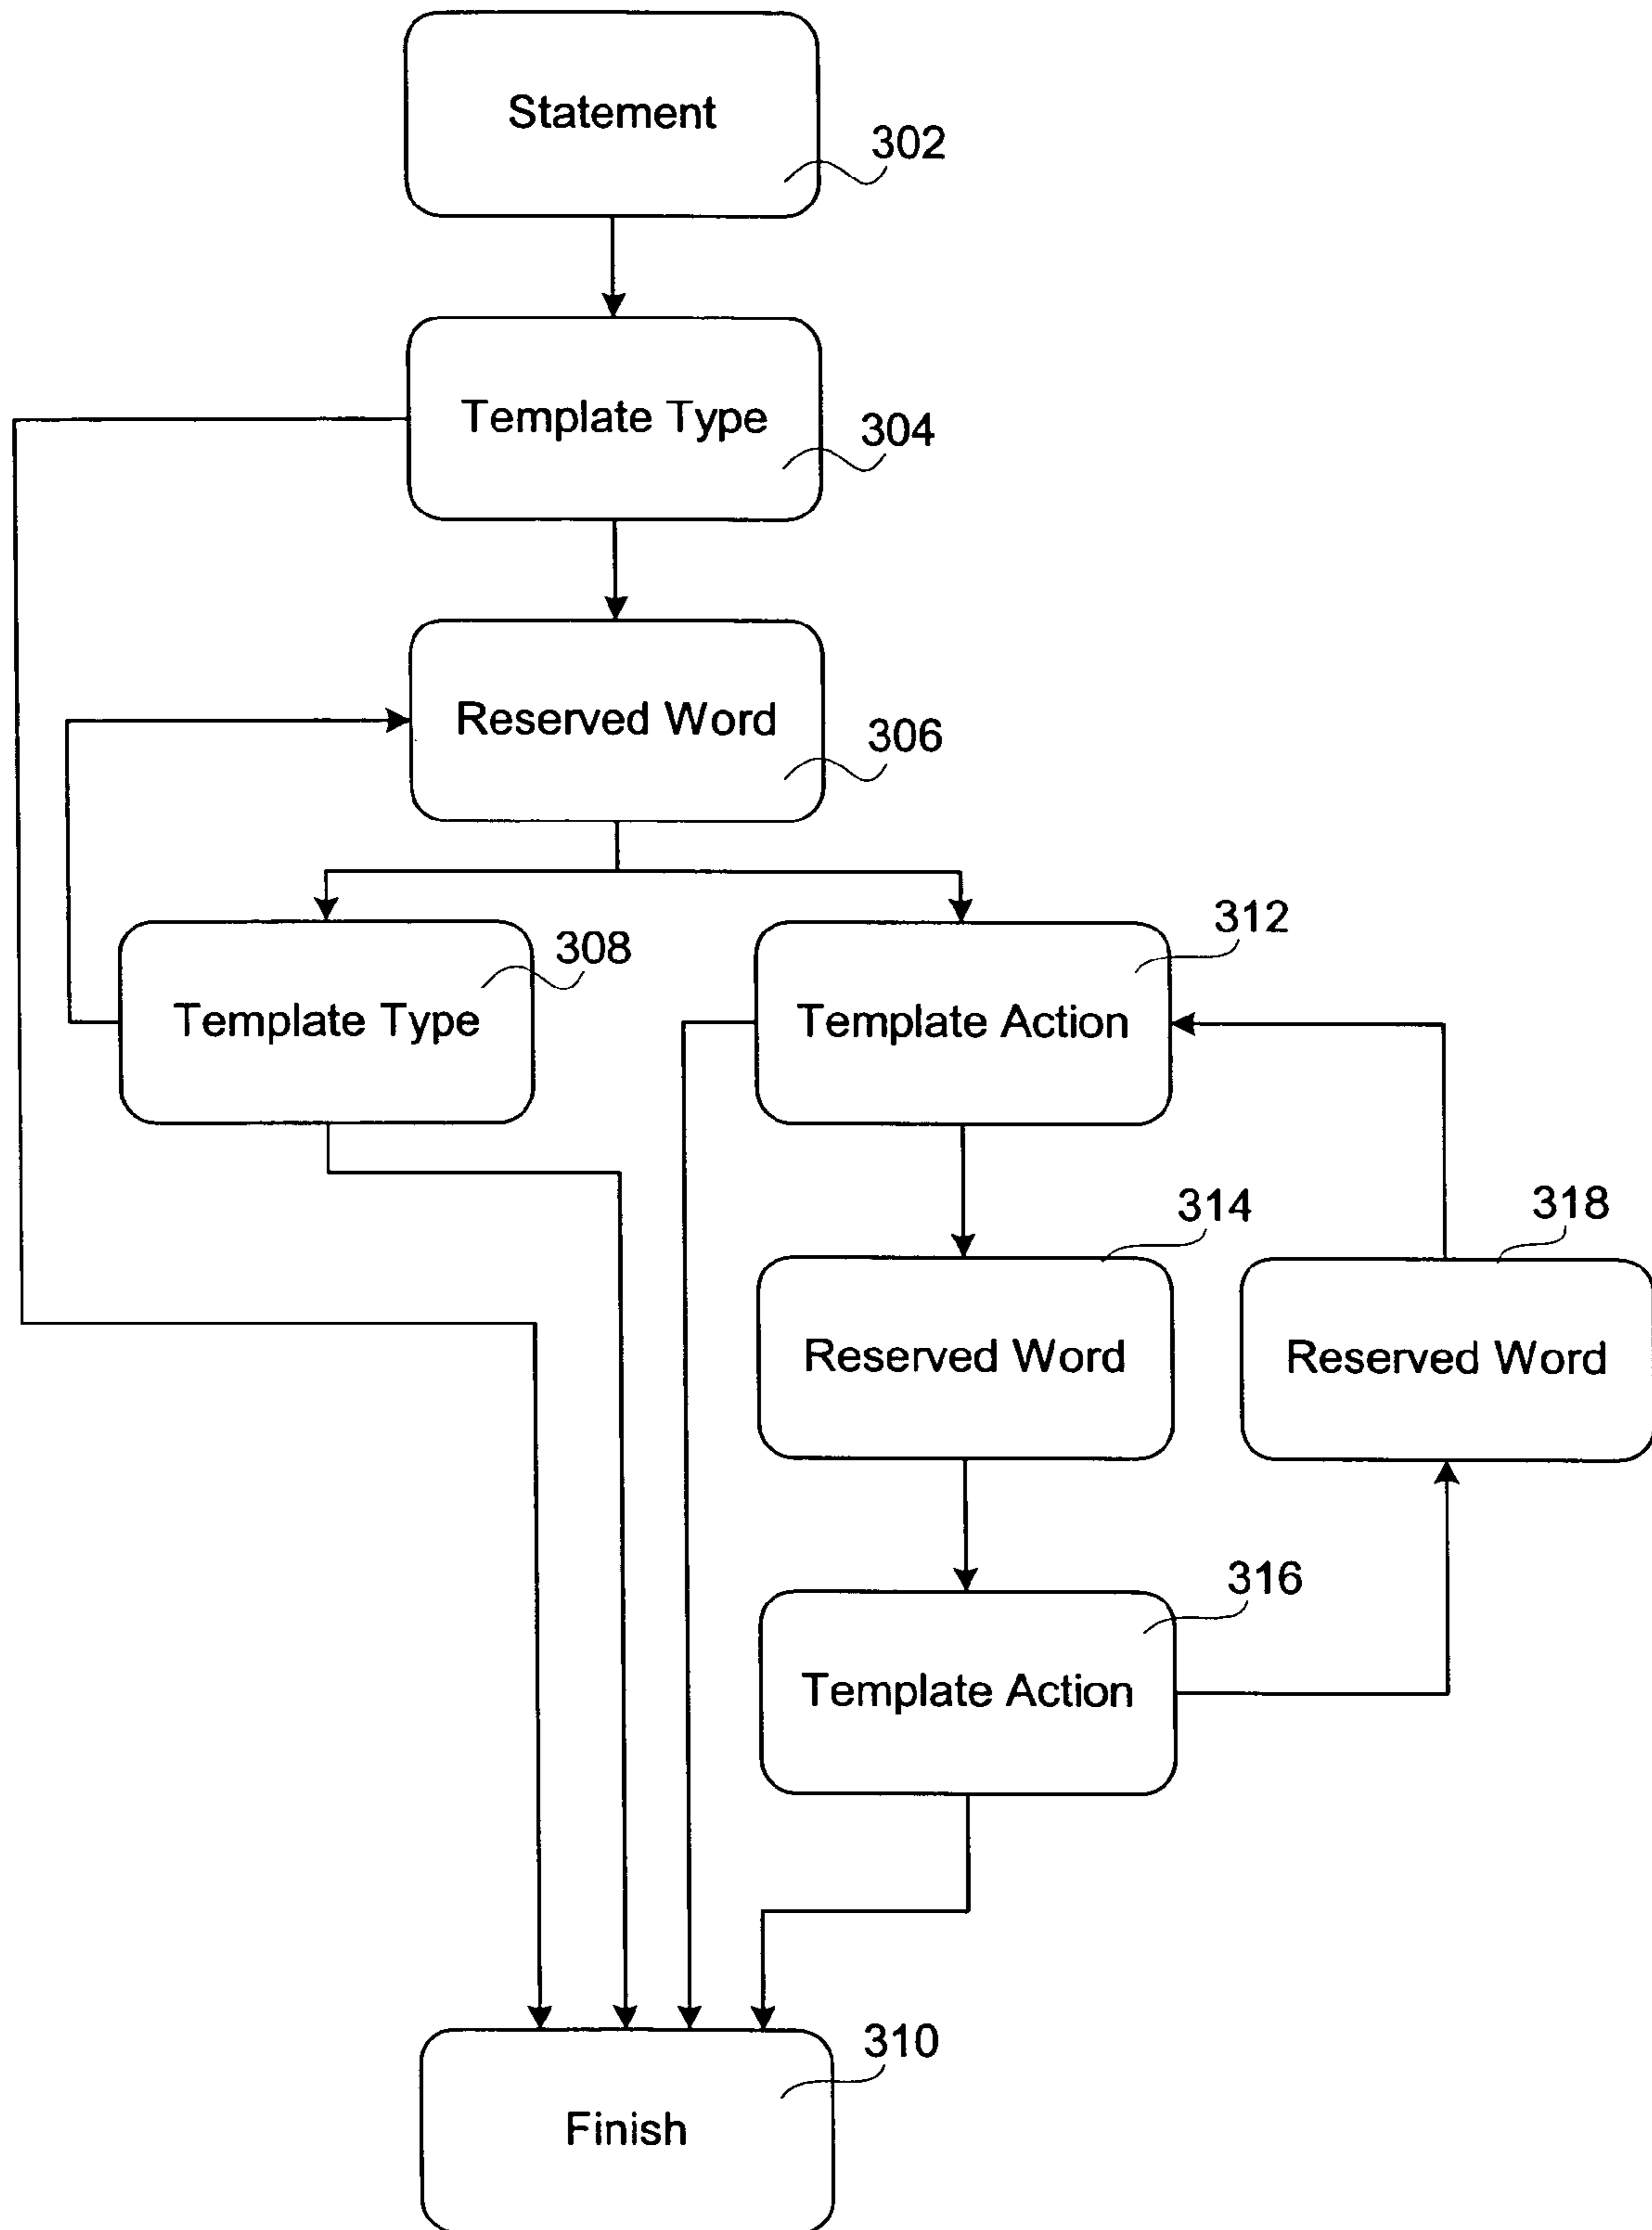 Statement
302
Template Type
304
Reserved Word
306
Template Type
308
Template Action
312
Reserved Word
314
Reserved Word
318
Template Action
316
Finish
310